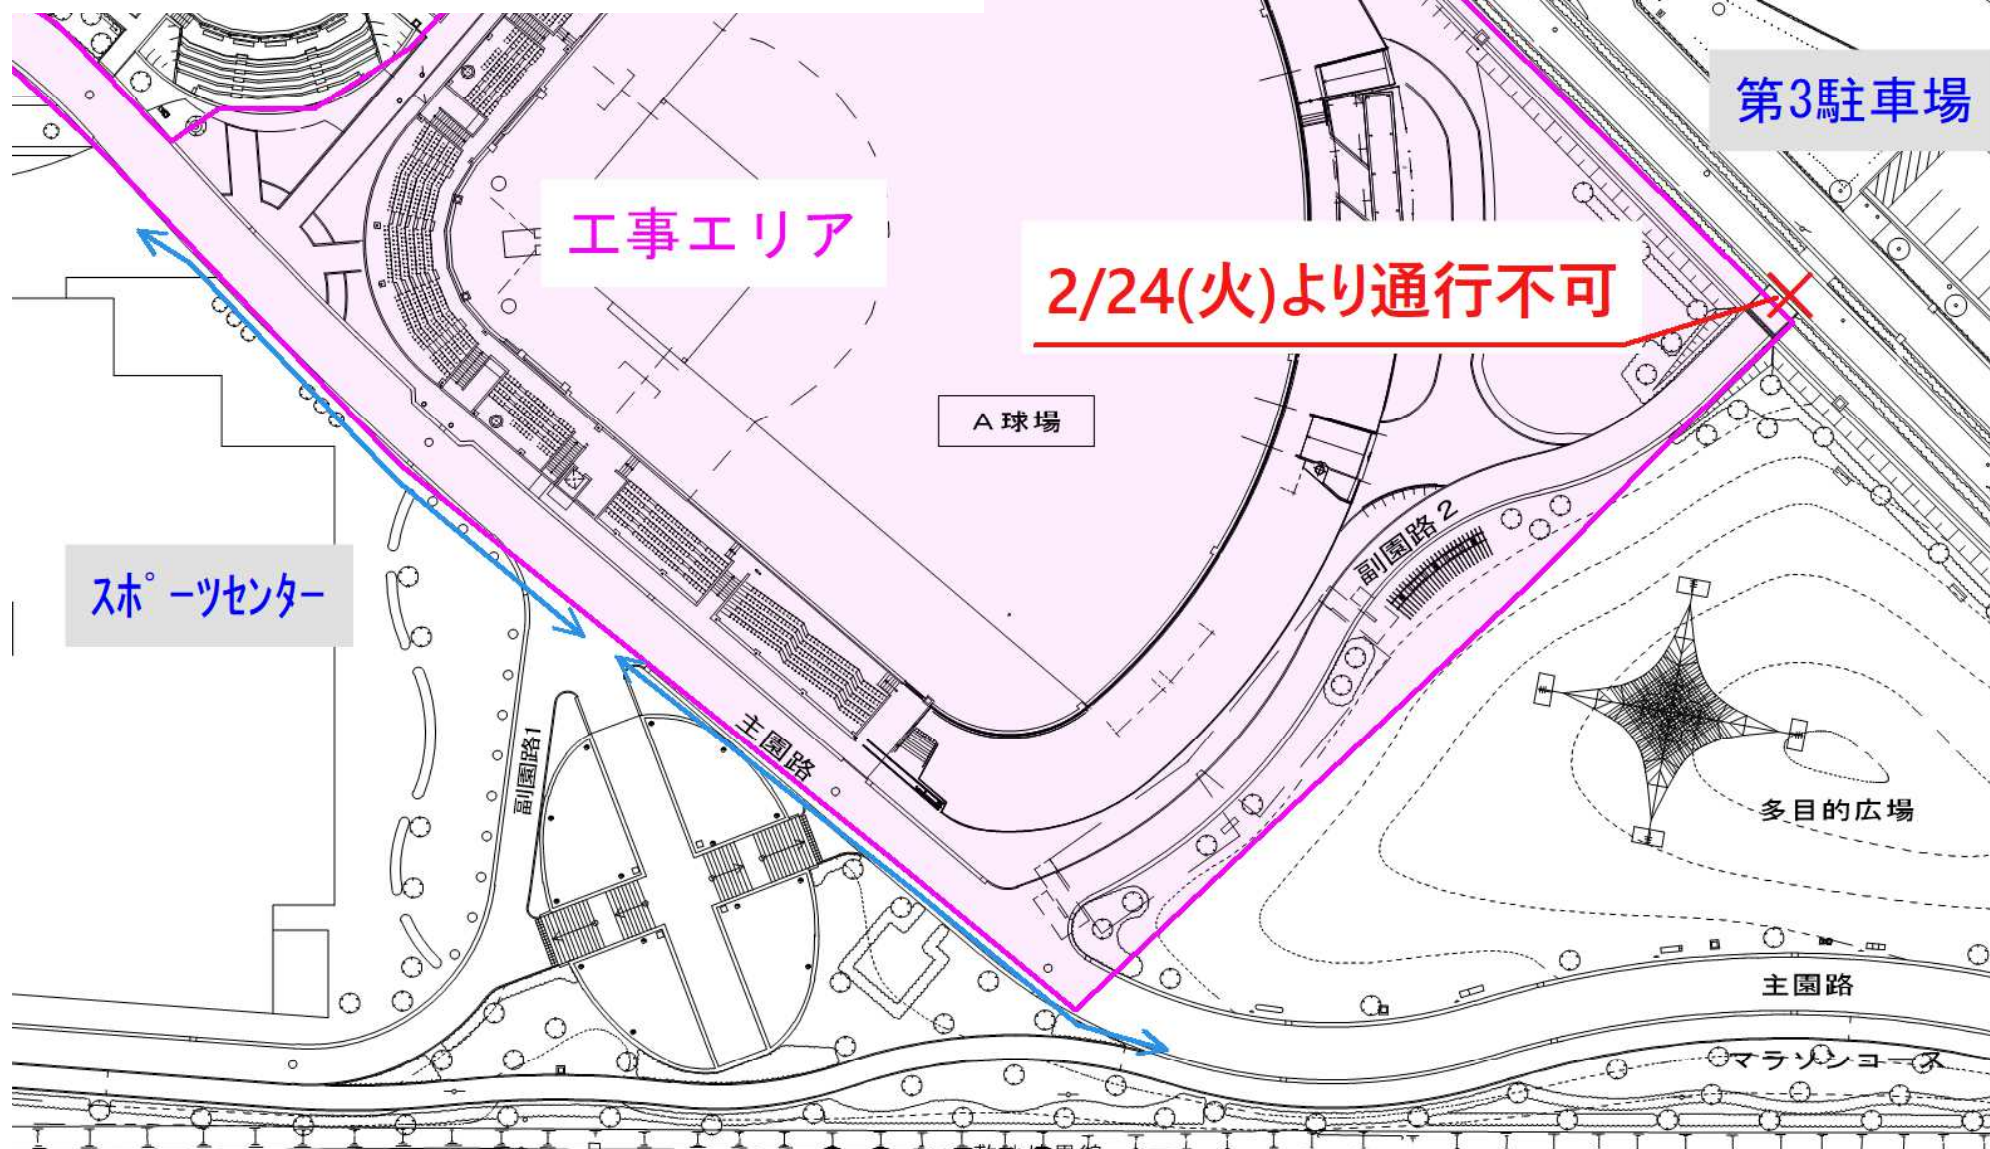 第3駐車場
工事エリア
2/24(火)より通行不可
A球場
副園路2
スポーツセンター
主園路
副園路1
多目的広場
主園路
マラソンコース